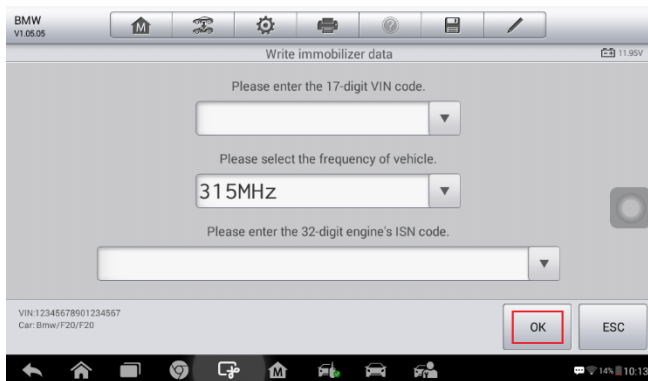 BMW
V1.05.05
Write immobilizer data
11.95V
Please enter the 17-digit VIN code.
Please select the frequency of vehicle.
315MHz
Please enter the 32-digit engine's ISN code.
VIN:12345678901234567
Car: Bmw/F20/F20
OK
ESC
14% 10:13